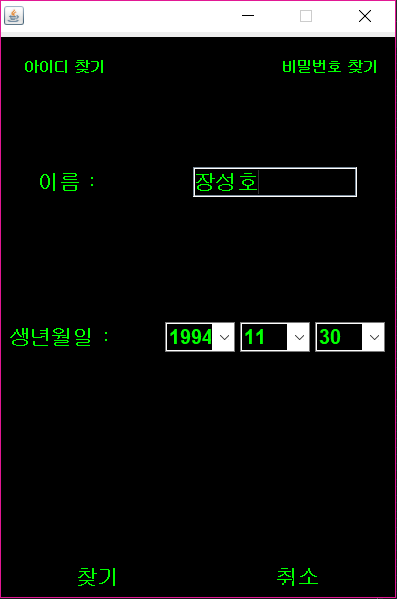 아이디 찾기 비밀번호 찾기
이름 : 장성호
생년월일 : 1994 11 30
찾기 취소